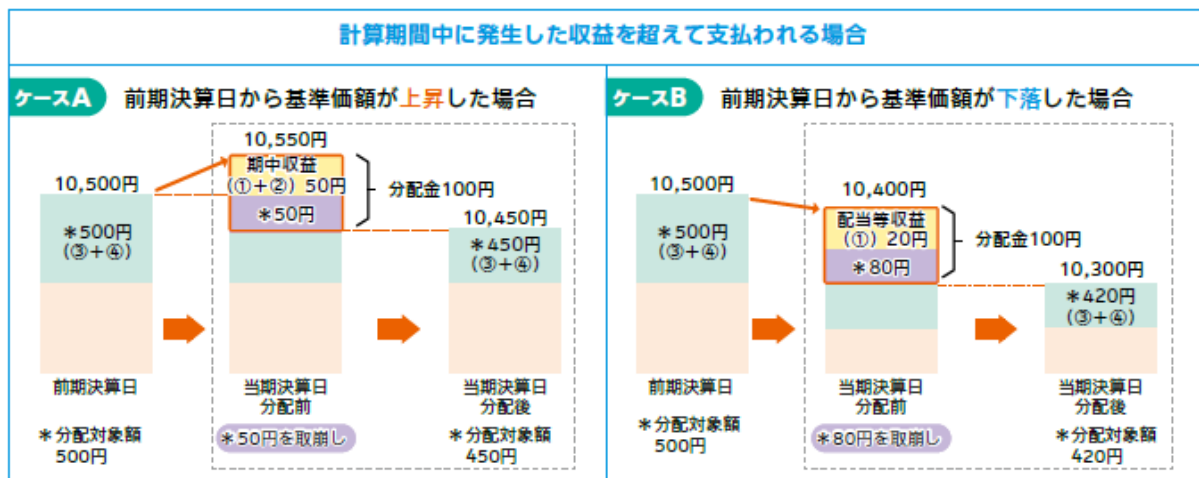 計算期間中に発生した収益を超えて支払われる場合
ケースA 前期決算日から基準価額が上昇した場合
10,550円
期中収益
(①+②) 50円
*50円
分配金100円
10,500円
*500円
(③+④)
10,450円
*450円
(③+④)
前期決算日
当期決算日
分配前
当期決算日
分配後
*分配対象額
500円
*50円を取崩し
*分配対象額
450円
ケースB 前期決算日から基準価額が下落した場合
10,500円
*500円
(③+④)
10,400円
配当等収益
(①) 20円
*80円
分配金100円
10,300円
*420円
(③+④)
前期決算日
当期決算日
分配前
当期決算日
分配後
*分配対象額
500円
*80円を取崩し
*分配対象額
420円